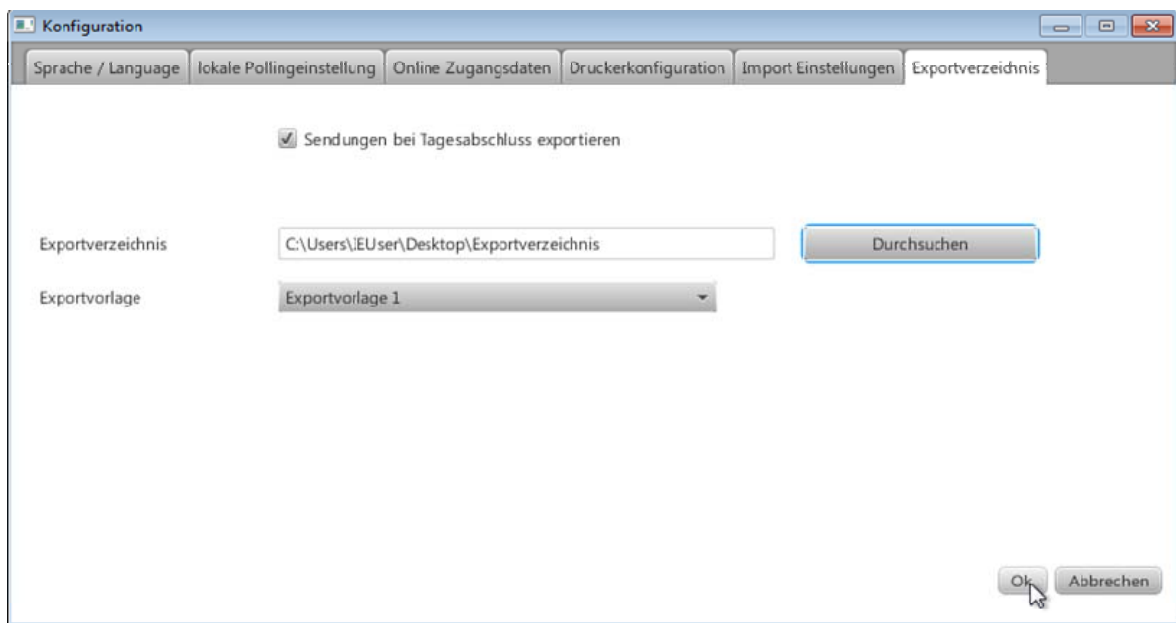 Konfiguration
Sprache / Language lokale Pollingeinstellung Online Zugangsdaten Druckerkonfiguration Import Einstellungen Exportverzeichnis
Sendungen bei Tagesabschluss exportieren
Exportverzeichnis C:\Users\IEUser\Desktop\Exportverzeichnis Durchsuchen
Exportvorlage Exportvorlage 1
Ok Abbrechen